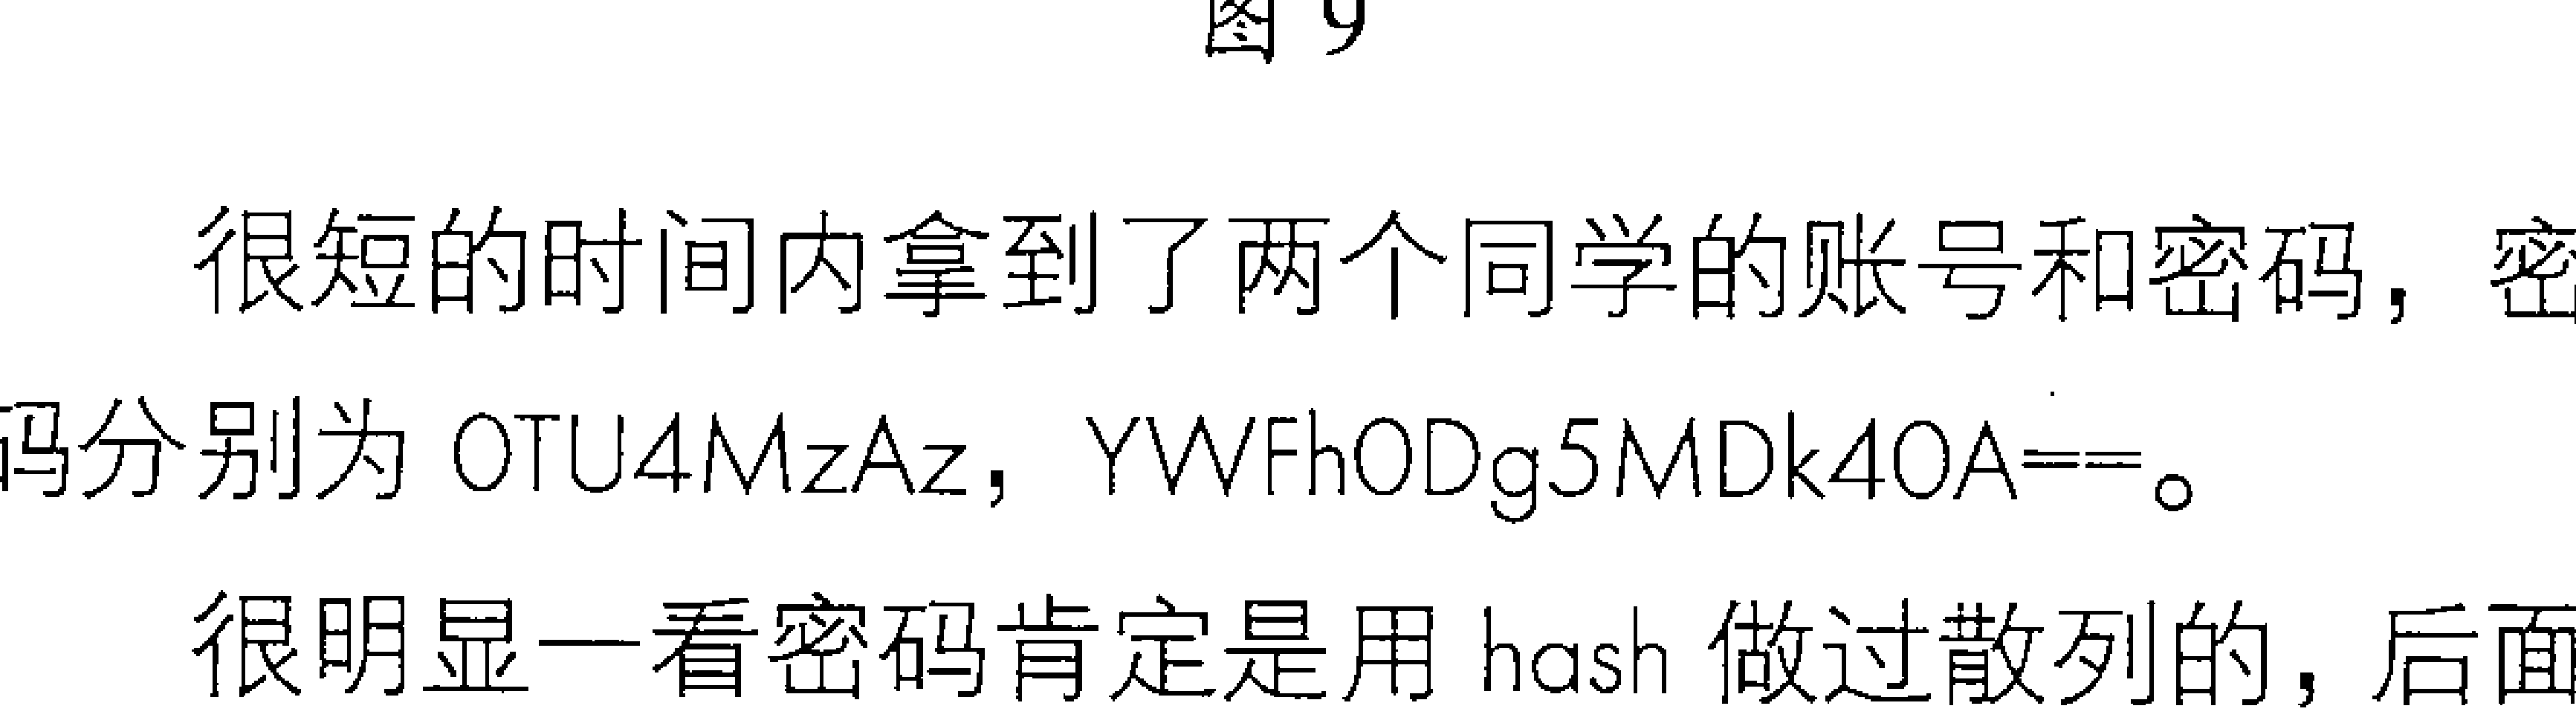 图 9
很短的时间内拿到了两个同学的账号和密码，密
码分别为 OTU4MzAz，YWFhODg5MDk4OA==。
很明显一看密码肯定是用 hash 做过散列的，后面